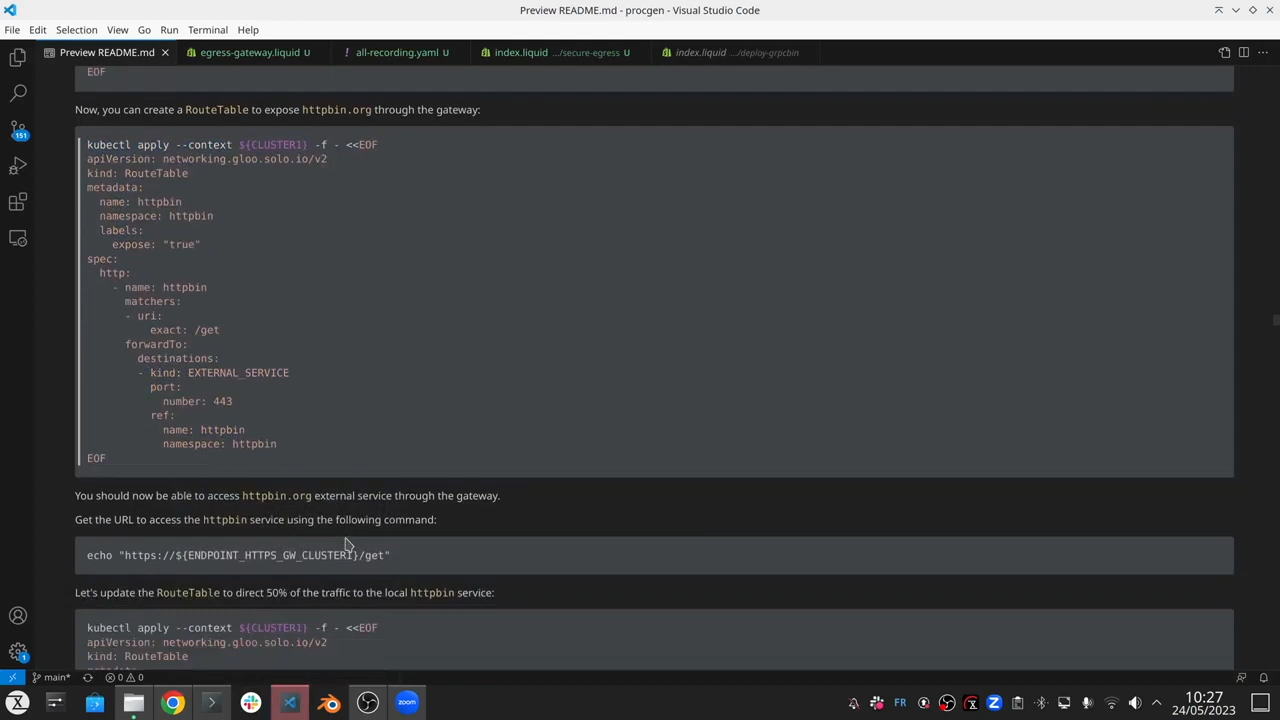 Preview README.md - procgen - Visual Studio Code
File Edit Selection View Go Run Terminal Help
Preview README.md egress-gateway.liquid U ! all-recording.yaml U index.liquid .../secure-egress U index.liquid .../deploy-grpcbin
EOF
Now, you can create a RouteTable to expose httpbin.org through the gateway:
kubectl apply --context ${CLUSTER1} -f - <<EOF
apiVersion: networking.gloo.solo.io/v2
kind: RouteTable
metadata:
  name: httpbin
  namespace: httpbin
  labels:
    expose: "true"
spec:
  http:
    - name: httpbin
      matchers:
      - uri:
          exact: /get
      forwardTo:
        destinations:
        - kind: EXTERNAL_SERVICE
          port:
            number: 443
          ref:
            name: httpbin
            namespace: httpbin
EOF
You should now be able to access httpbin.org external service through the gateway.
Get the URL to access the httpbin service using the following command:
echo "https://${ENDPOINT_HTTPS_GW_CLUSTER1}/get"
Let's update the RouteTable to direct 50% of the traffic to the local httpbin service:
kubectl apply --context ${CLUSTER1} -f - <<EOF
apiVersion: networking.gloo.solo.io/v2
kind: RouteTable
151
1
main* 0 0
zoom
FR
10:27
24/05/2023